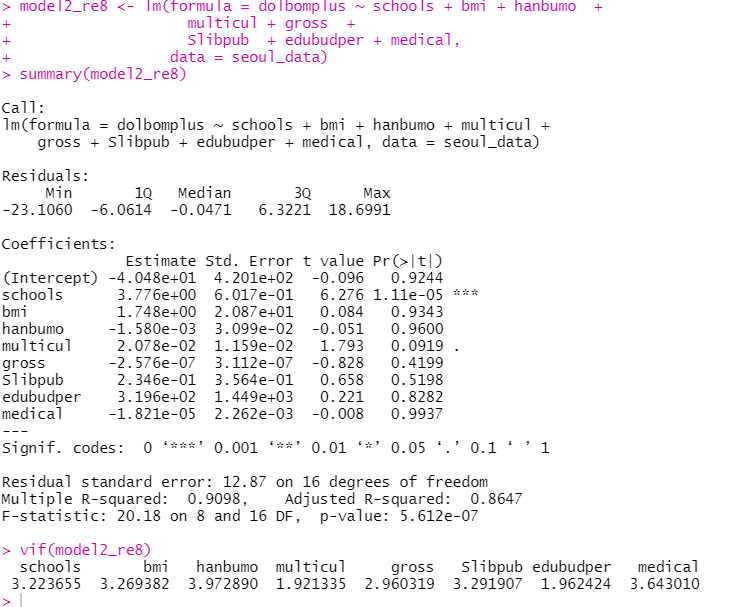 > model2_re8 <- lm(formula = dolbomplus ~ schools + bmi + hanbumo  +
+                    multicul + gross  +
+                    Slibpub  + edubudper + medical,
+                  data = seoul_data)
> summary(model2_re8)

Call:
lm(formula = dolbomplus ~ schools + bmi + hanbumo + multicul +
    gross + Slibpub + edubudper + medical, data = seoul_data)

Residuals:
     Min       1Q   Median       3Q      Max
-23.1060  -6.0614  -0.0471   6.3221  18.6991

Coefficients:
              Estimate Std. Error t value Pr(>|t|)
(Intercept) -4.048e+01  4.201e+02  -0.096   0.9244
schools      3.776e+00  6.017e-01   6.276 1.11e-05 ***
bmi          1.748e+00  2.087e+01   0.084   0.9343
hanbumo     -1.580e-03  3.099e-02  -0.051   0.9600
multicul     2.078e-02  1.159e-02   1.793   0.0919 .
gross       -2.576e-07  3.112e-07  -0.828   0.4199
Slibpub      2.346e-01  3.564e-01   0.658   0.5198
edubudper    3.196e+02  1.449e+03   0.221   0.8282
medical     -1.821e-05  2.262e-03  -0.008   0.9937
---
Signif. codes:  0 ‘***’ 0.001 ‘**’ 0.01 ‘*’ 0.05 ‘.’ 0.1 ‘ ’ 1

Residual standard error: 12.87 on 16 degrees of freedom
Multiple R-squared:  0.9098,    Adjusted R-squared:  0.8647
F-statistic: 20.18 on 8 and 16 DF,  p-value: 5.612e-07

> vif(model2_re8)
  schools       bmi   hanbumo  multicul     gross   Slibpub edubudper   medical
 3.223655  3.269382  3.972890  1.921335  2.960319  3.291907  1.962424  3.643010
>